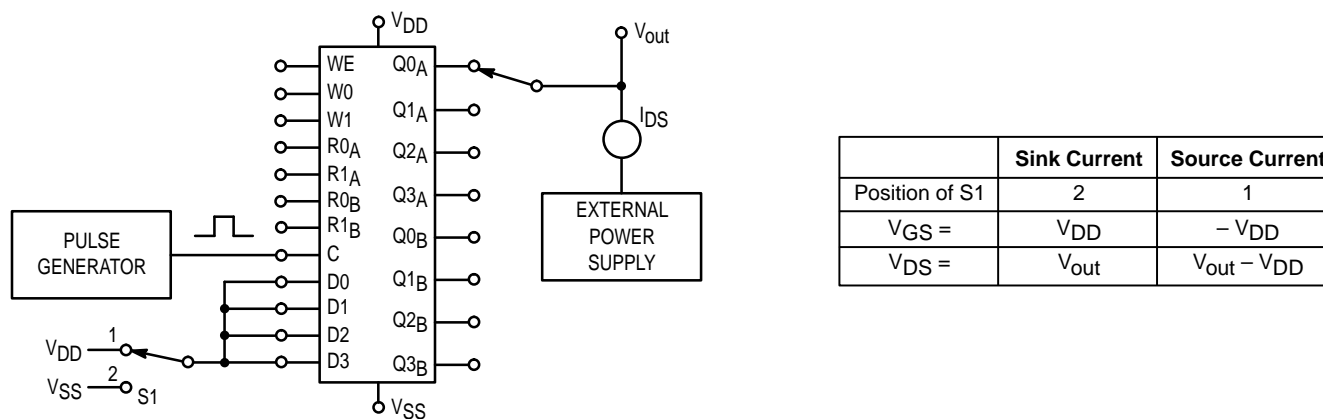 VDD
Vout
WE
W0
W1
R0A
R1A
R0B
R1B
C
D0
D1
D2
D3
Q0A
Q1A
Q2A
Q3A
Q0B
Q1B
Q2B
Q3B
VSS
IDS
EXTERNAL
POWER
SUPPLY
PULSE
GENERATOR
VDD 1
VSS 2 S1
Sink Current Source Current
Position of S1 2 1
VGS = VDD – VDD
VDS = Vout Vout – VDD